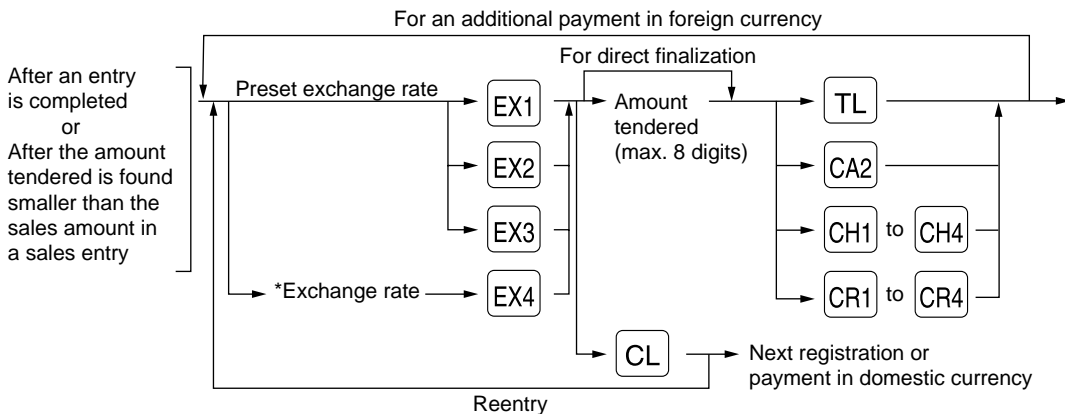 For an additional payment in foreign currency
For direct finalization
After an entry
is completed
or
After the amount
tendered is found
smaller than the
sales amount in
a sales entry
Preset exchange rate
EX1
EX2
EX3
*Exchange rate
EX4
Amount
tendered
(max. 8 digits)
TL
CA2
CH1 to CH4
CR1 to CR4
CL
Next registration or
payment in domestic currency
Reentry